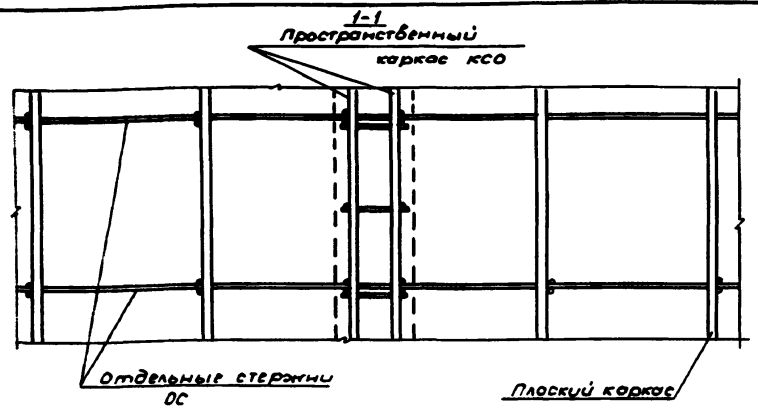 1-1
Пространственный
каркас КСО
Отдельные стержни
ОС
Плоский каркас